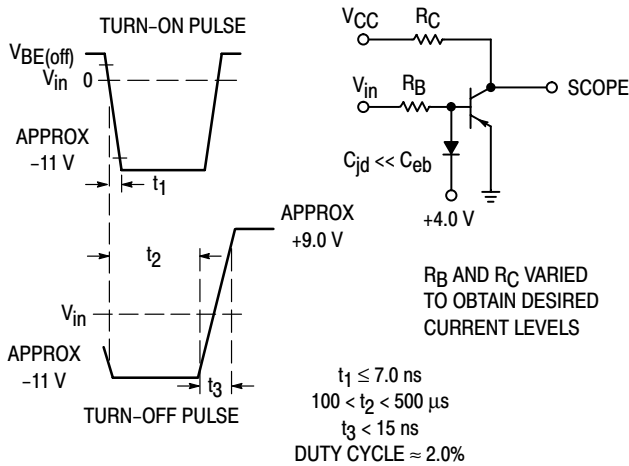 TURN–ON PULSE
VBE(off)
Vin 0
APPROX
–11 V
t1
VCC
RC
Vin
RB
SCOPE
Cjd << Ceb
+4.0 V
APPROX
+9.0 V
t2
Vin
APPROX
–11 V
t3
TURN–OFF PULSE
RB AND RC VARIED
TO OBTAIN DESIRED
CURRENT LEVELS
t1 ≤ 7.0 ns
100 < t2 < 500 μs
t3 < 15 ns
DUTY CYCLE ≈ 2.0%